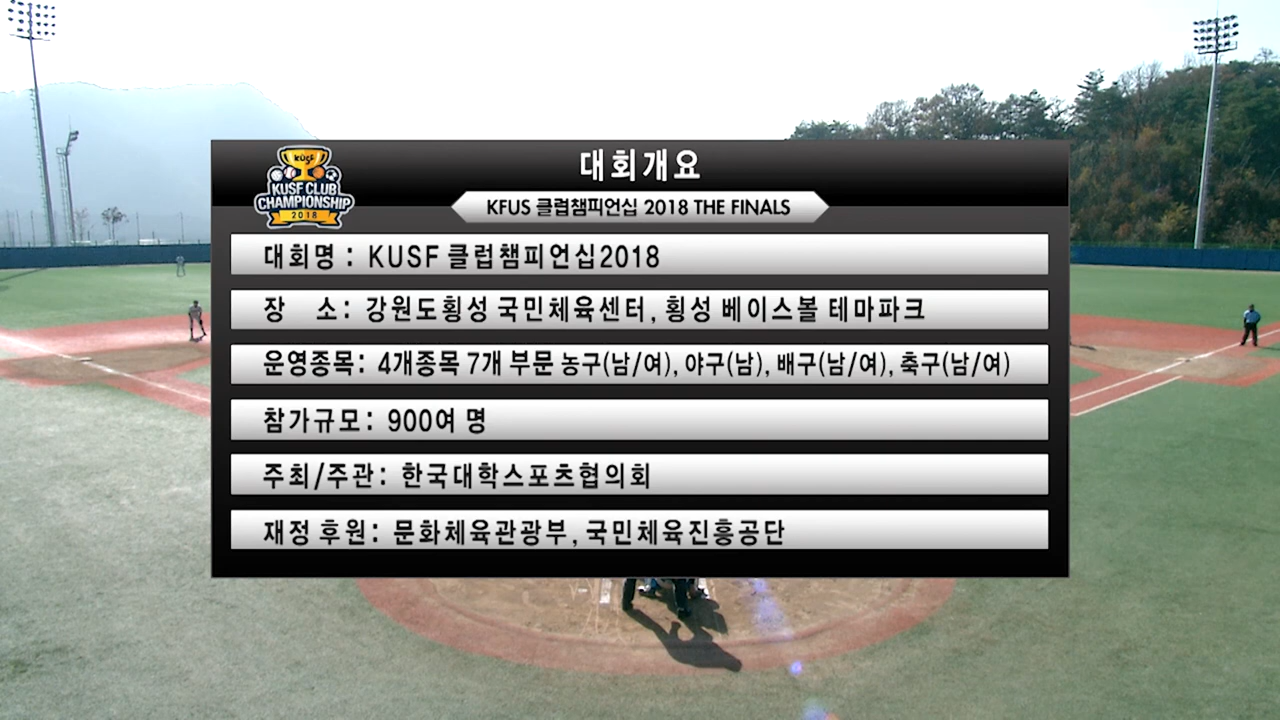 KUSF
KUSF CLUB
CHAMPIONSHIP
2018
대회개요
KFUS 클럽챔피언십 2018 THE FINALS
대회명 : KUSF 클럽챔피언십2018
장 소: 강원도횡성 국민체육센터, 횡성 베이스볼 테마파크
운영종목: 4개종목 7개 부문 농구(남/여), 야구(남), 배구(남/여), 축구(남/여)
참가규모: 900여 명
주최/주관: 한국대학스포츠협의회
재정 후원: 문화체육관광부, 국민체육진흥공단